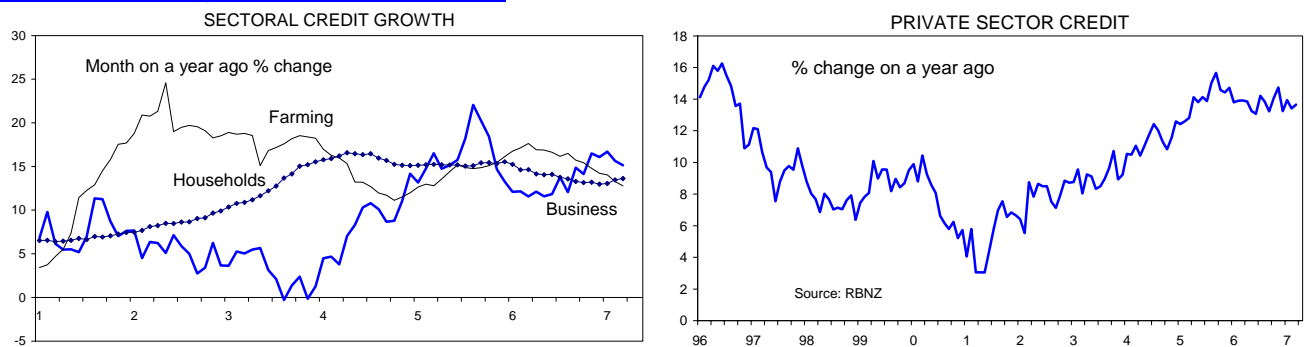 SECTORAL CREDIT GROWTH
30
25
20
15
10
5
0
-5
1 2 3 4 5 6 7
Month on a year ago % change
Farming
Households
Business
PRIVATE SECTOR CREDIT
18
16
14
12
10
8
6
4
2
0
96 97 98 99 0 1 2 3 4 5 6 7
% change on a year ago
Source: RBNZ